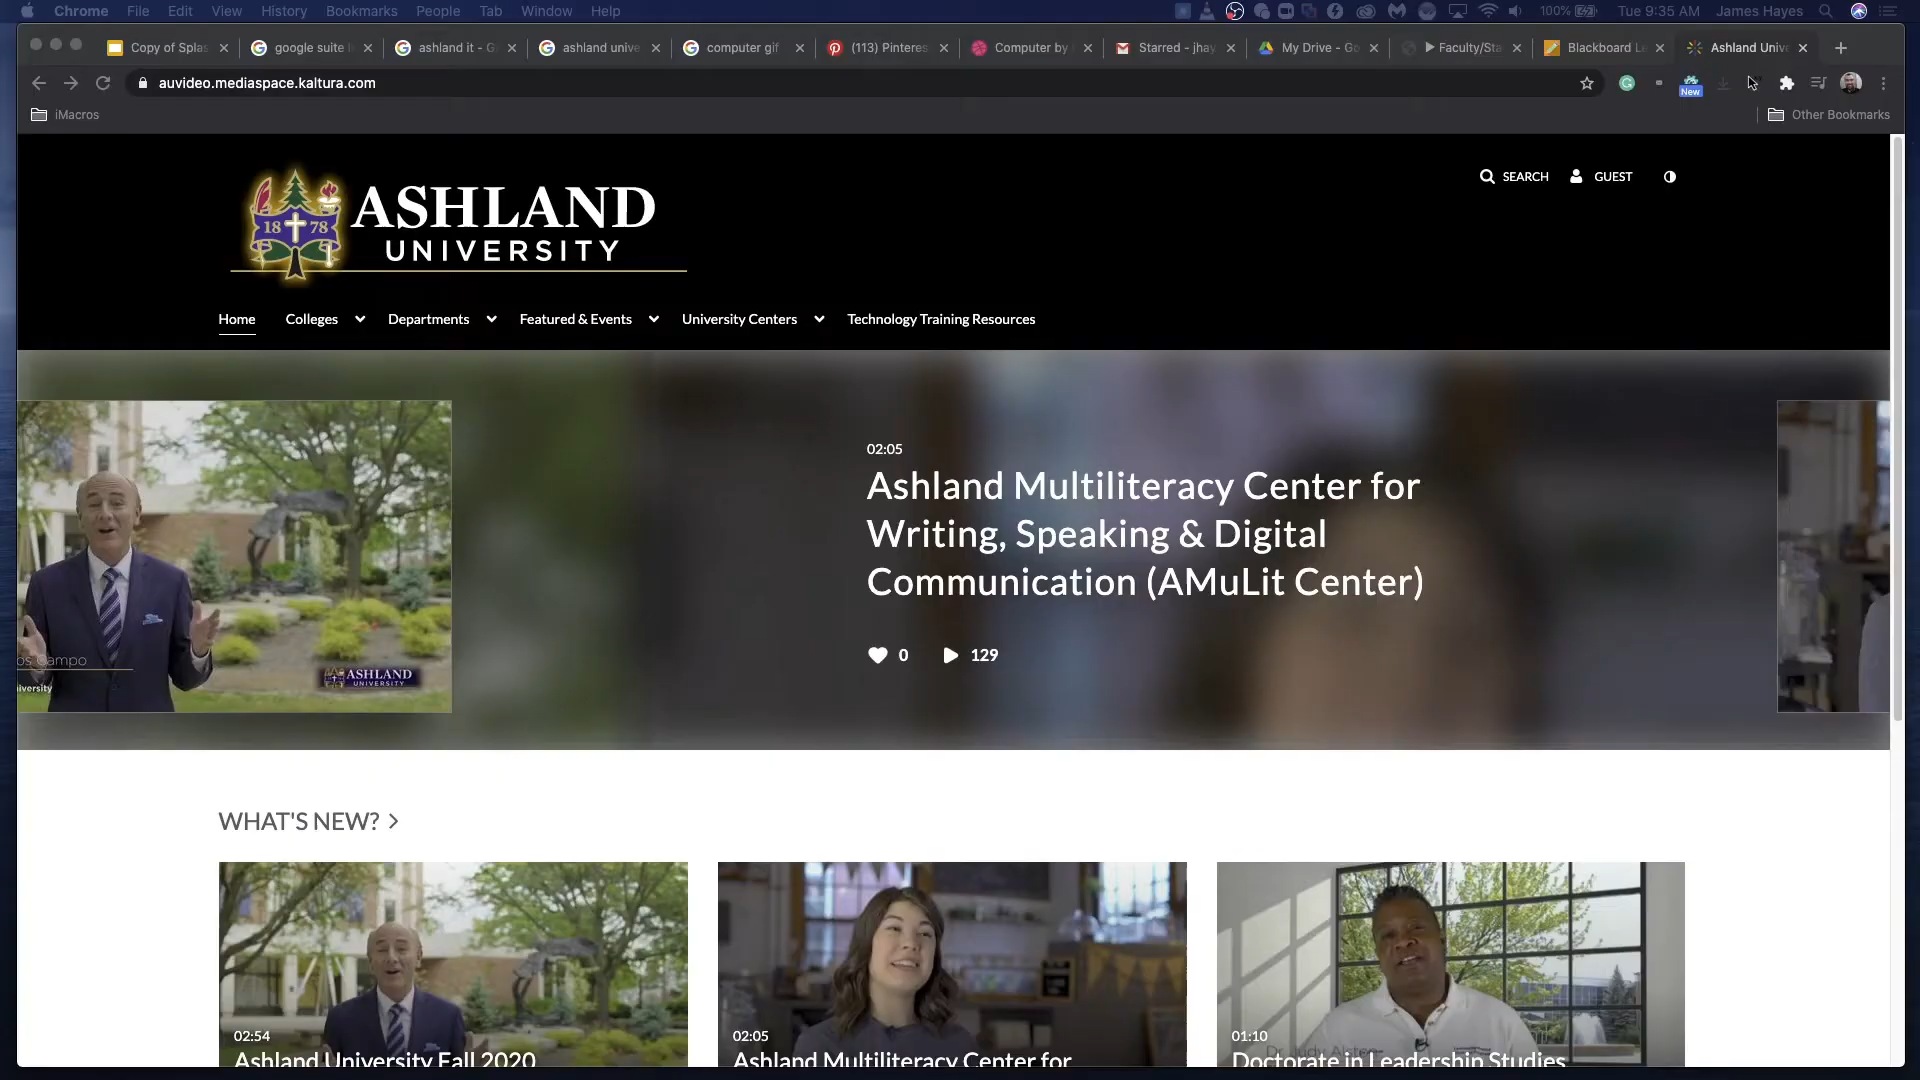 Chrome File Edit View History Bookmarks People Tab Window Help 100% Tue 9:35 AM James Hayes
Copy of Splas google suite l ashland it - G ashland unive computer gif (113) Pinteres Computer by Starred - jhay My Drive - Go Faculty/Sta Blackboard Le Ashland Univ
auvideo.mediaspace.kaltura.com New
iMacros Other Bookmarks
18 78
ASHLAND
UNIVERSITY
SEARCH GUEST
Home Colleges Departments Featured & Events University Centers Technology Training Resources
02:05
Ashland Multiliteracy Center for
Writing, Speaking & Digital
Communication (AMuLit Center)
0 129
os Campo
iversity
ASHLAND
UNIVERSITY
WHAT'S NEW?
02:54
Ashland University Fall 2020
02:05
Ashland Multiliteracy Center for
01:10
Doctorate in Leadership Studies